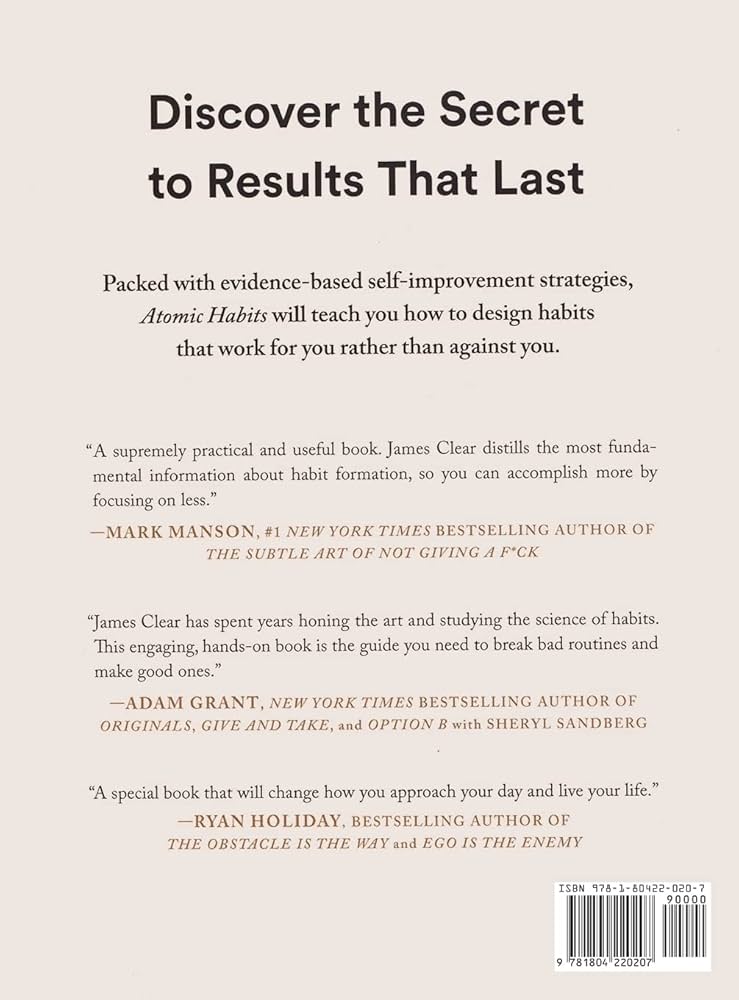 Discover the Secret
to Results That Last
Packed with evidence-based self-improvement strategies,
Atomic Habits will teach you how to design habits
that work for you rather than against you.
“A supremely practical and useful book. James Clear distills the most funda-
mental information about habit formation, so you can accomplish more by
focusing on less.”
—MARK MANSON, #1 NEW YORK TIMES BESTSELLING AUTHOR OF
THE SUBTLE ART OF NOT GIVING A F*CK
“James Clear has spent years honing the art and studying the science of habits.
This engaging, hands-on book is the guide you need to break bad routines and
make good ones.”
—ADAM GRANT, NEW YORK TIMES BESTSELLING AUTHOR OF
ORIGINALS, GIVE AND TAKE, and OPTION B with SHERYL SANDBERG
“A special book that will change how you approach your day and live your life.”
—RYAN HOLIDAY, BESTSELLING AUTHOR OF
THE OBSTACLE IS THE WAY and EGO IS THE ENEMY
ISBN 978-1-80422-020-7
90000
9 781804 220207